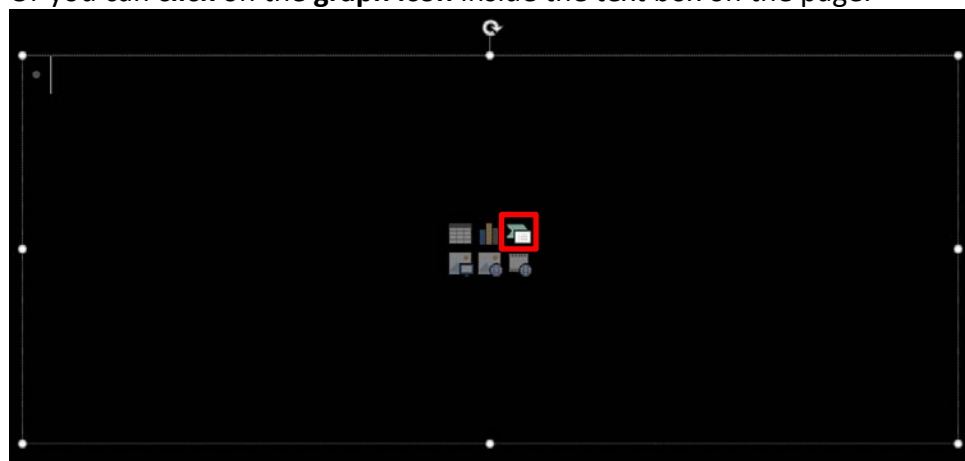 Or you can click on the graph icon inside the text box on the page.